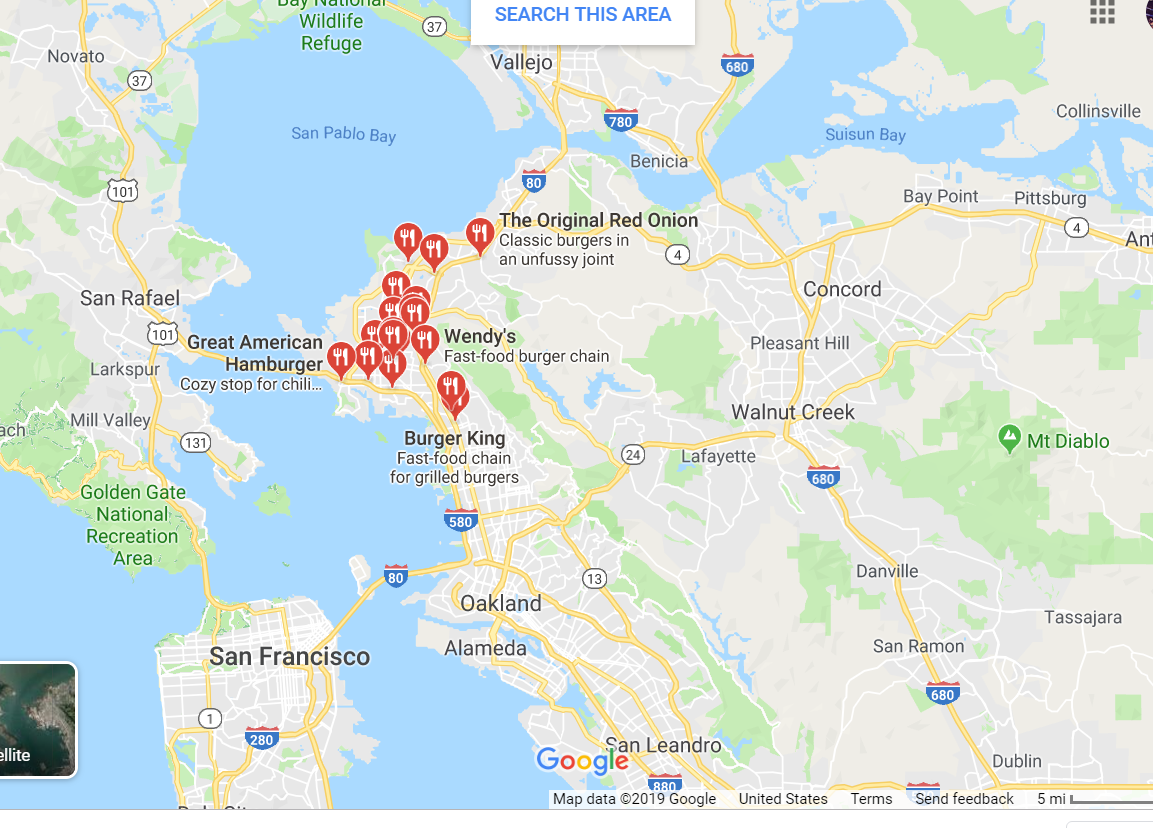 Bay National
Wildlife
Refuge
SEARCH THIS AREA
37
Novato
Vallejo
680
37
780
Collinsville
San Pablo Bay
Suisun Bay
Benicia
80
101
Bay Point
Pittsburg
The Original Red Onion
Classic burgers in
an unfussy joint
4
4
Ant
San Rafael
Concord
101
Great American
Hamburger
Cozy stop for chili...
Wendy's
Fast-food burger chain
Pleasant Hill
Larkspur
Mill Valley
Walnut Creek
ach
131
Burger King
Fast-food chain
for grilled burgers
24
Lafayette
Mt Diablo
680
Golden Gate
National
Recreation
Area
580
80
13
Danville
Oakland
Tassajara
Alameda
San Ramon
San Francisco
680
1
280
ellite
San Leandro
Google
Dublin
880
Map data ©2019 Google
United States
Terms
Send feedback
5 mi